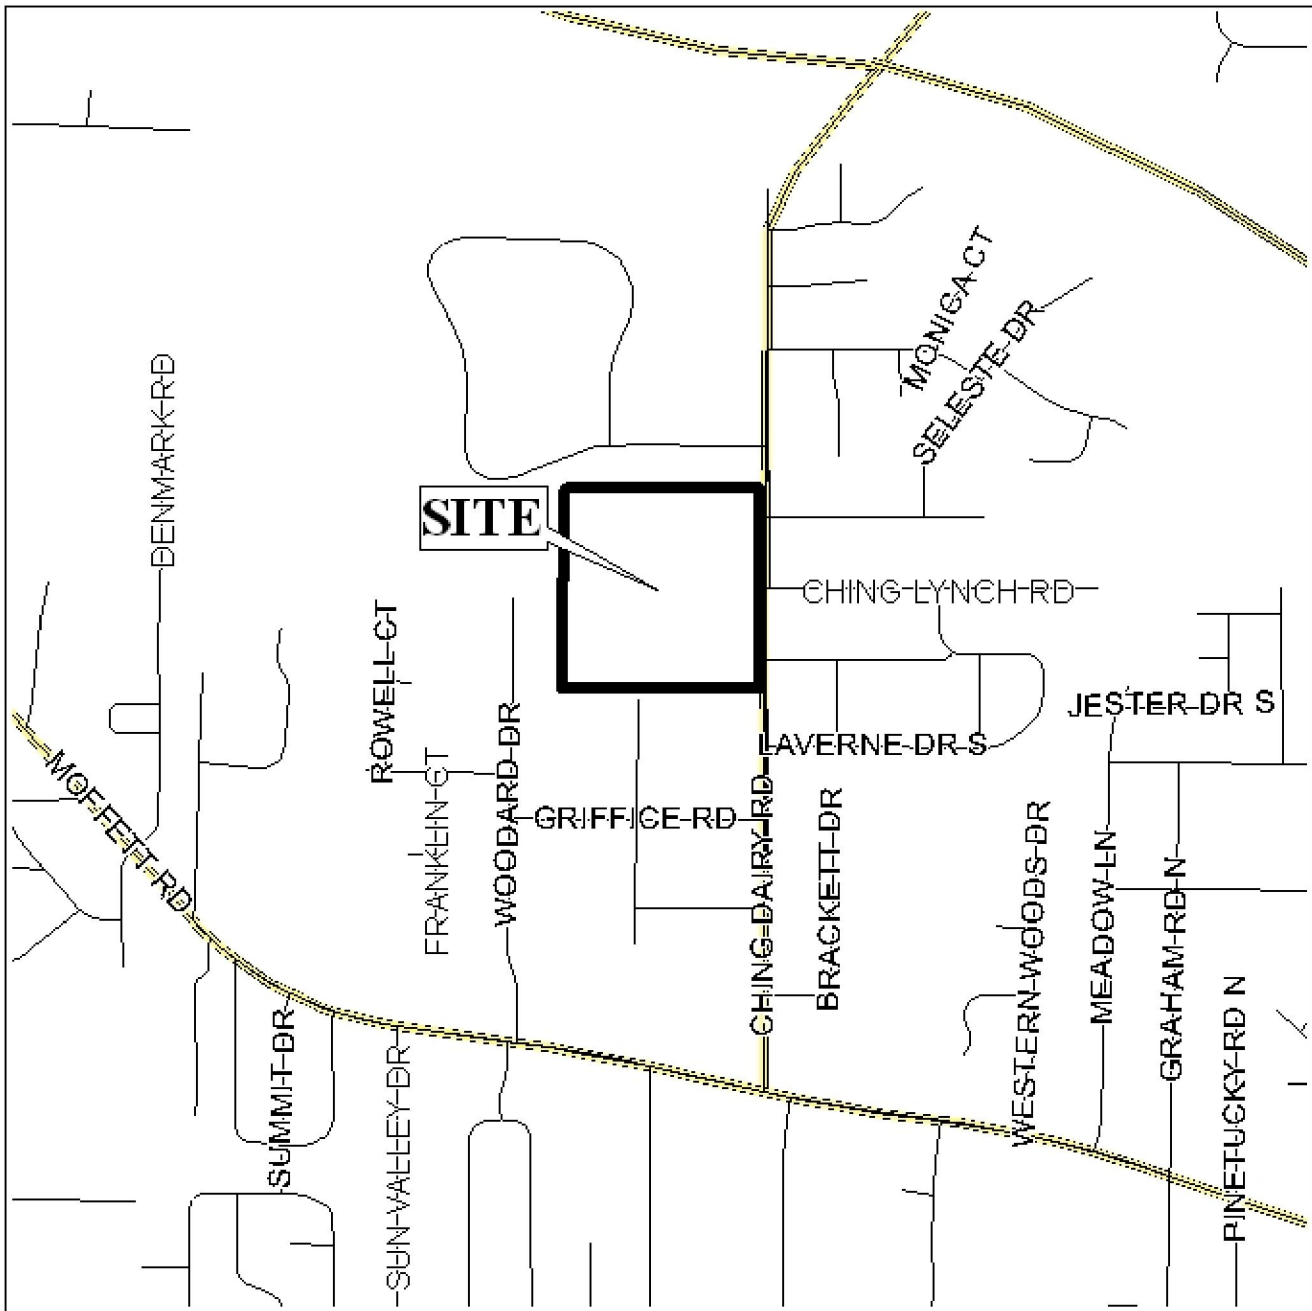 MONICA CT
SELESTE DR
DENMARK RD
SITE
CHING LYNCH RD
ROWELL CT
JESTER DR S
LAVERNE DR S
WOODARD DR
FRANKLIN CT
GRIFFICE RD
MOFFETT RD
CHING DAIRY RD
BRACKETT DR
WESTERN WOODS DR
MEADOW LN
GRAHAM RD N
PINETUCKY RD N
SUMMIT DR
SUN VALLEY DR